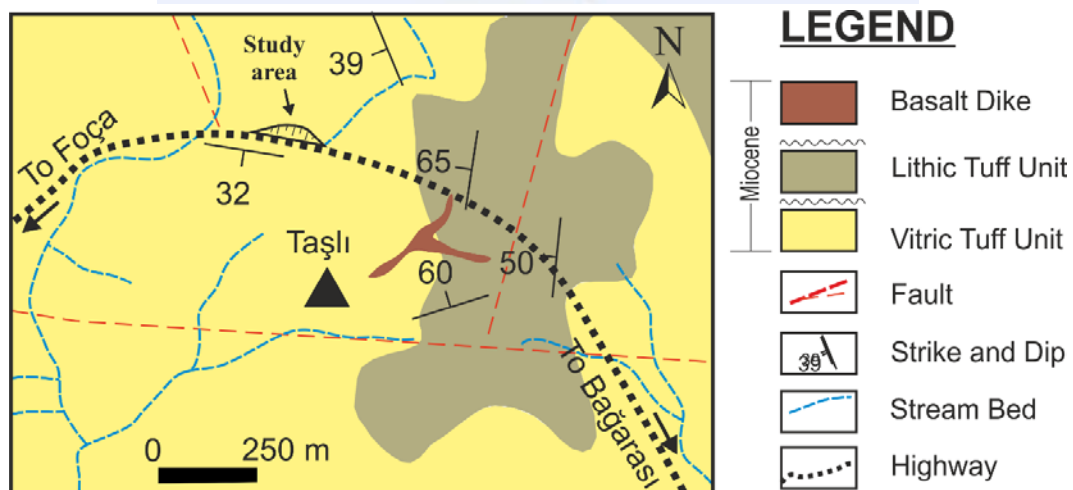 Study
area
39
N
To Foça
65
32
Taşlı
60
50
To Bağarası
0 250 m
LEGEND
Miocene
Basalt Dike
Lithic Tuff Unit
Vitric Tuff Unit
Fault
Strike and Dip
Stream Bed
Highway